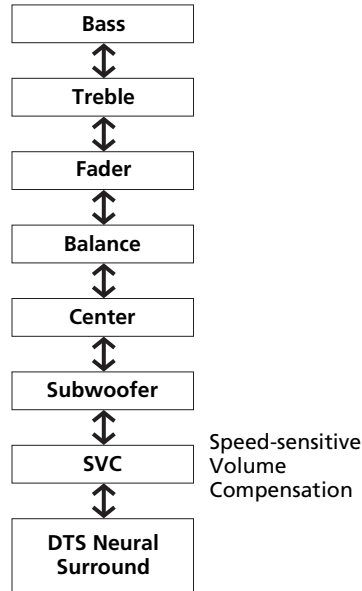 Bass
Treble
Fader
Balance
Center
Subwoofer
SVC
Speed-sensitive
Volume
Compensation
DTS Neural
Surround